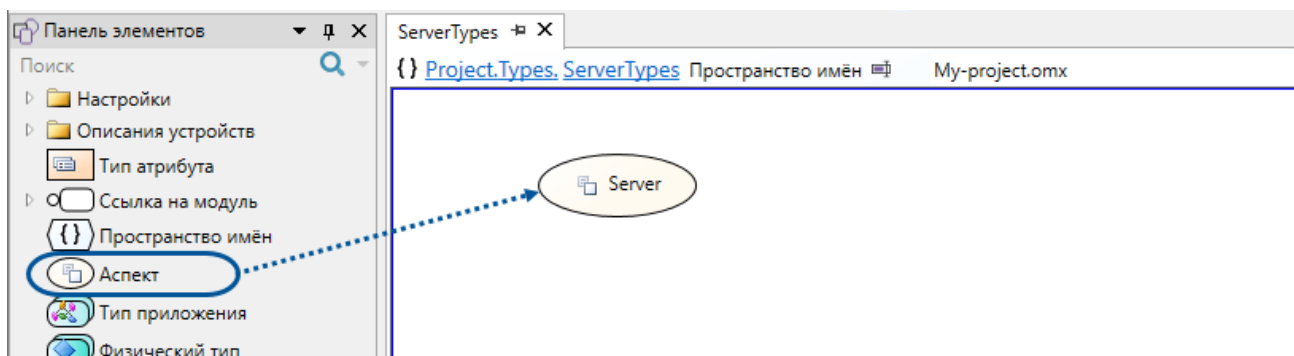 Панель элементов
Поиск
Настройки
Описания устройств
Тип атрибута
Ссылка на модуль
{ } Пространство имён
Аспект
Тип приложения
Физический тип
ServerTypes
{ } Project.Types. ServerTypes Пространство имён My-project.omx
Server